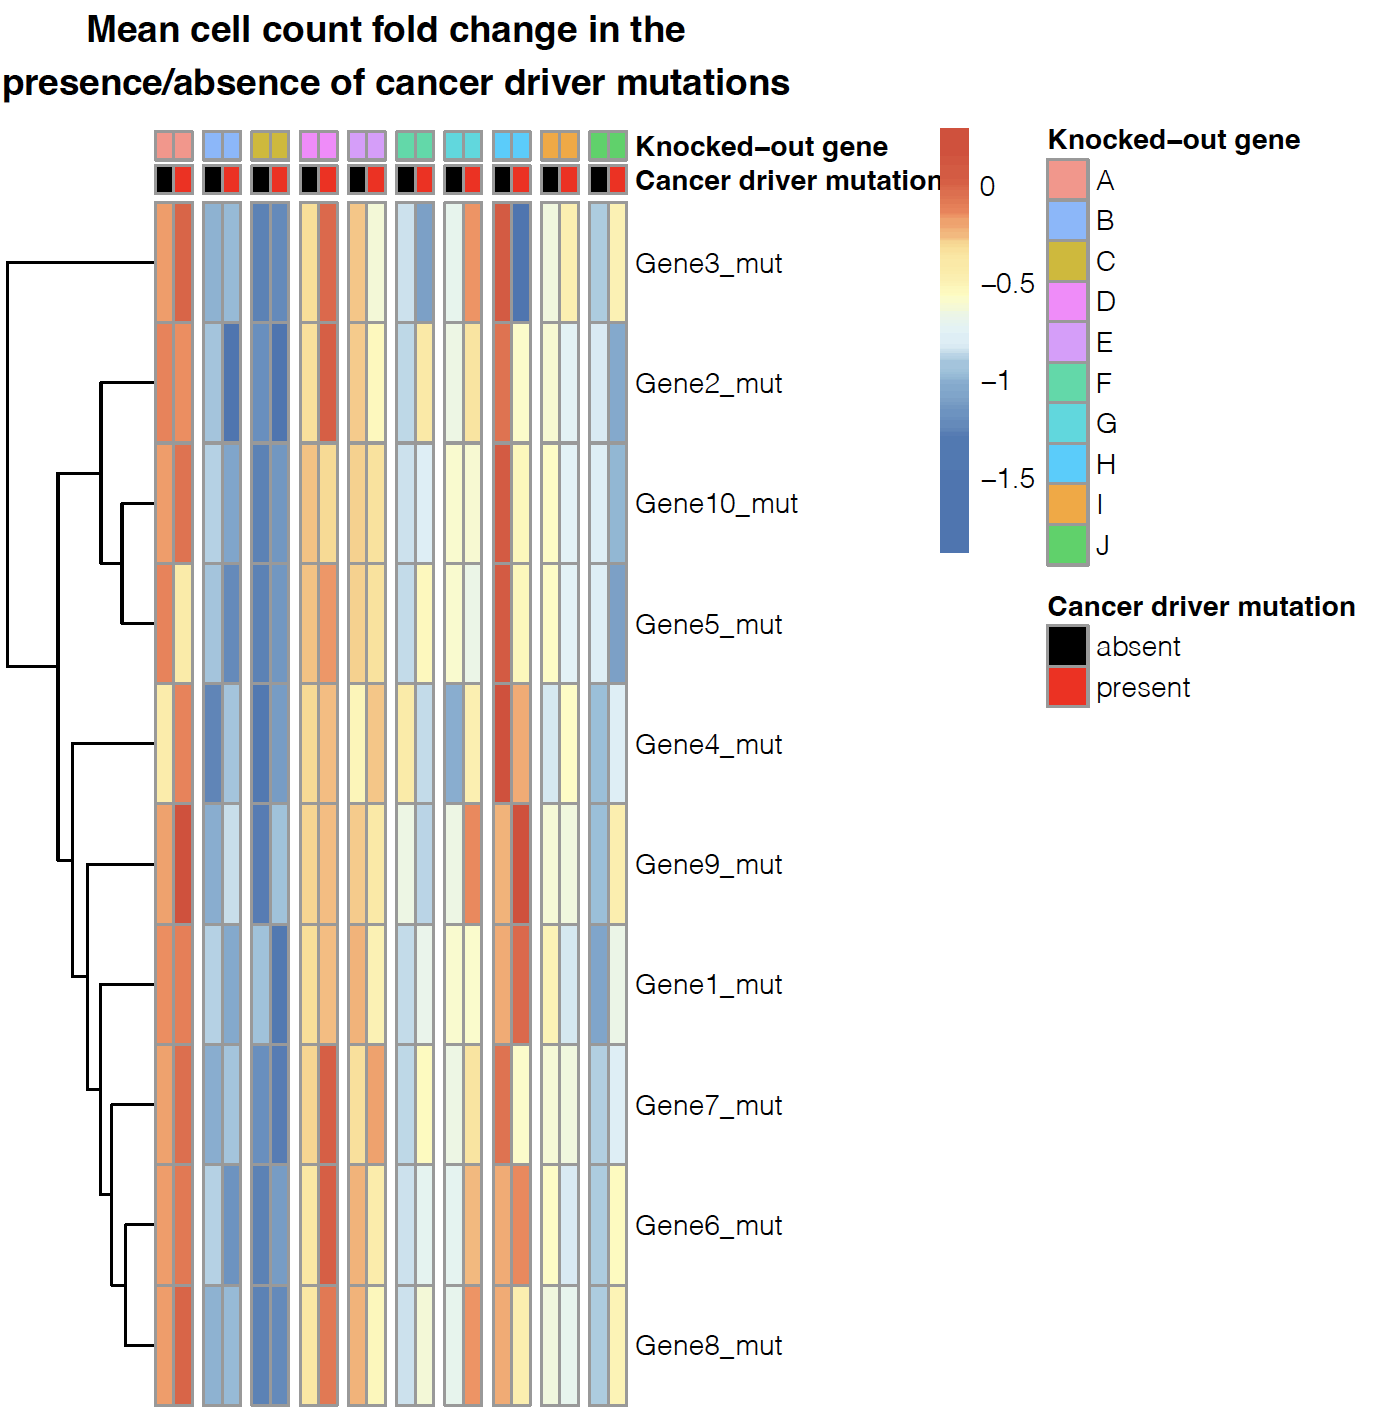 Mean cell count fold change in the
presence/absence of cancer driver mutations
Knocked−out gene
Cancer driver mutation
Gene3_mut
Gene2_mut
Gene10_mut
Gene5_mut
Gene4_mut
Gene9_mut
Gene1_mut
Gene7_mut
Gene6_mut
Gene8_mut
0
−0.5
−1
−1.5
Knocked−out gene
A
B
C
D
E
F
G
H
I
J
Cancer driver mutation
absent
present